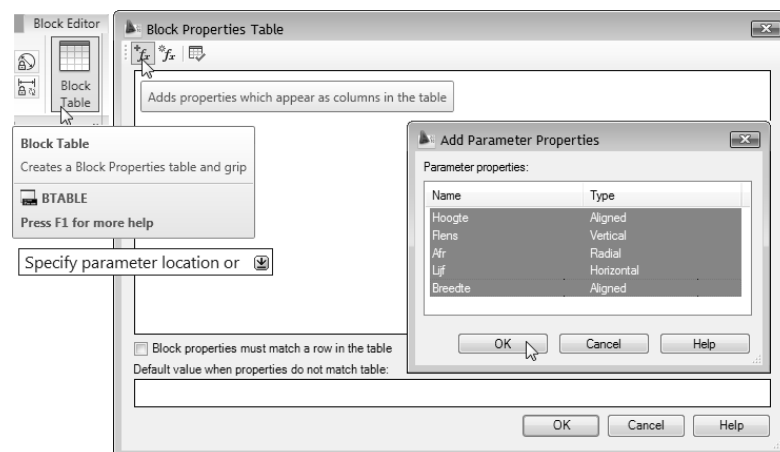 Block Editor
Block
Table
Block Table
Creates a Block Properties table and grip
BTABLE
Press F1 for more help
Specify parameter location or
Block Properties Table
Adds properties which appear as columns in the table
Add Parameter Properties
Parameter properties:
Name Type
Hoogte Aligned
Flens Vertical
Afr Radial
Lijf Horizontal
Breedte Aligned
OK Cancel Help
Block properties must match a row in the table
Default value when properties do not match table:
OK Cancel Help